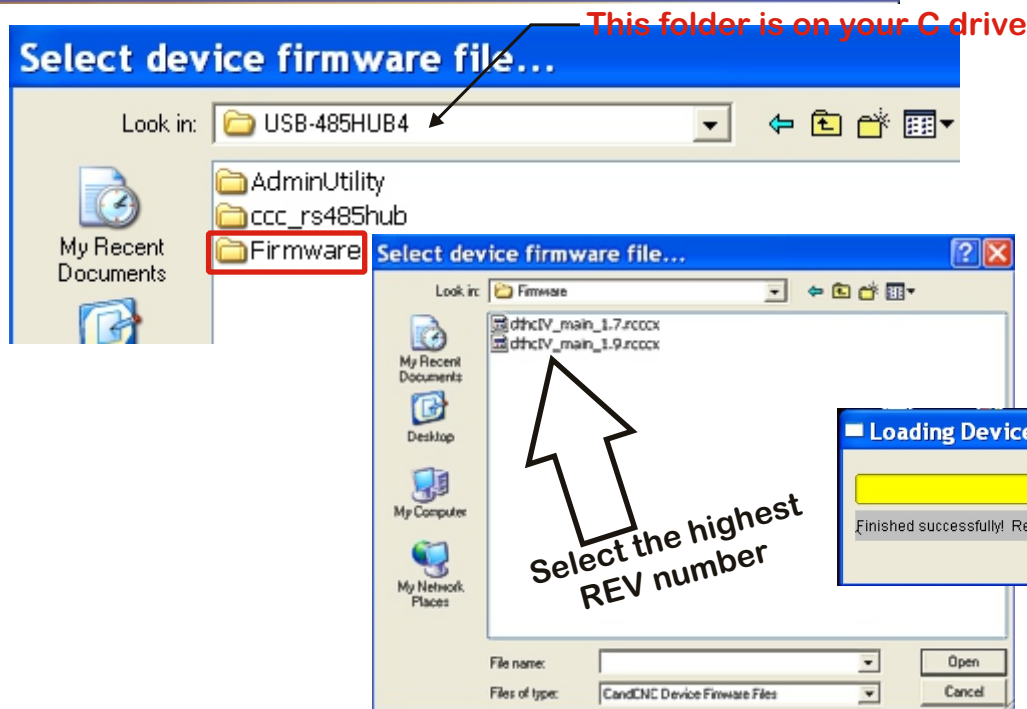 This folder is on your C drive
Select device firmware file...
Look in:
USB-485HUB4
AdminUtility
ccc_rs485hub
Firmware
My Recent
Documents
Select device firmware file...
Look in:
Firmware
dthcIV_main_1.7.rcccx
dthcIV_main_1.9.rcccx
My Recent
Documents
Desktop
My Computer
My Network
Places
Select the highest
REV number
Loading Device
Finished successfully! Re
File name:
Open
Files of type:
CandCNC Device Firmware Files
Cancel